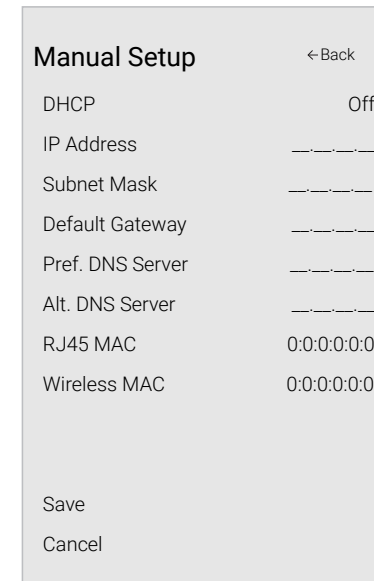 Manual Setup ←Back
DHCP Off
IP Address __.__.__.__
Subnet Mask __.__.__.__
Default Gateway __.__.__.__
Pref. DNS Server __.__.__.__
Alt. DNS Server __.__.__.__
RJ45 MAC 0:0:0:0:0:0
Wireless MAC 0:0:0:0:0:0
Save
Cancel